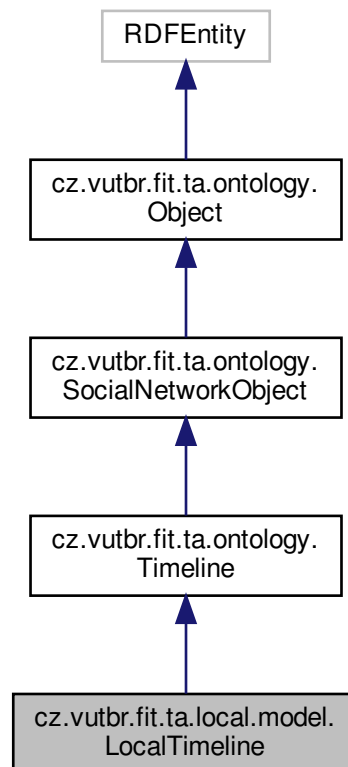 RDFEntity
cz.vutbr.fit.ta.ontology.
Object
cz.vutbr.fit.ta.ontology.
SocialNetworkObject
cz.vutbr.fit.ta.ontology.
Timeline
cz.vutbr.fit.ta.local.model.
LocalTimeline